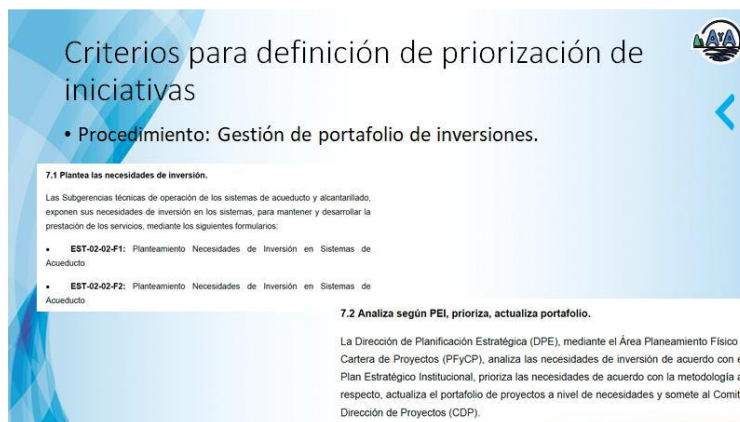 AyA
Criterios para definición de priorización de
iniciativas
• Procedimiento: Gestión de portafolio de inversiones.
7.1 Plantea las necesidades de inversión.
Las Subgerencias técnicas de operación de los sistemas de acueducto y alcantarillado,
exponen sus necesidades de inversión en los sistemas, para mantener y desarrollar la
prestación de los servicios, mediante los siguientes formularios:
• EST-02-02-F1: Planteamiento Necesidades de Inversión en Sistemas de
Acueducto
• EST-02-02-F2: Planteamiento Necesidades de Inversión en Sistemas de
Acueducto
7.2 Analiza según PEI, prioriza, actualiza portafolio.
La Dirección de Planificación Estratégica (DPE), mediante el Área Planeamiento Físico
Cartera de Proyectos (PFyCP), analiza las necesidades de inversión de acuerdo con e
Plan Estratégico Institucional, prioriza las necesidades de acuerdo con la metodología a
respecto, actualiza el portafolio de proyectos a nivel de necesidades y somete al Comit
Dirección de Proyectos (CDP).